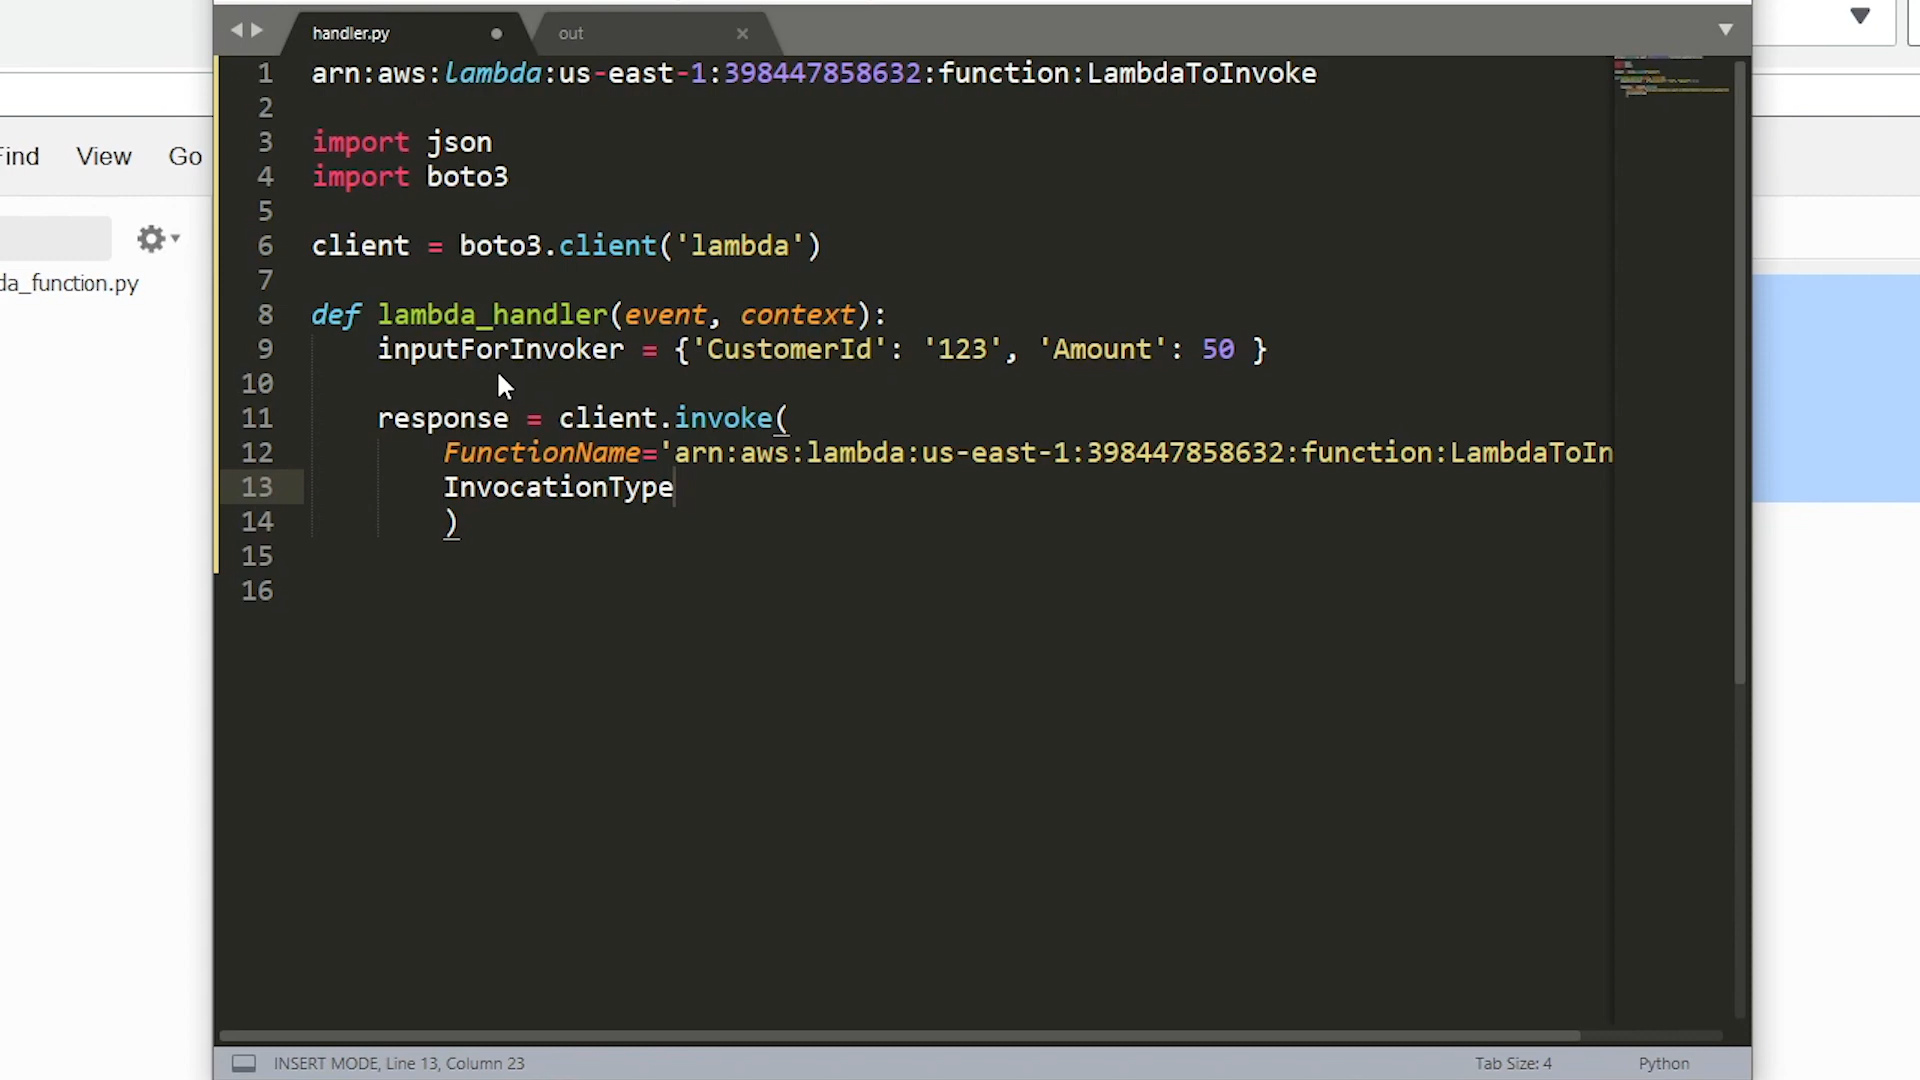 handler.py
out
Find View Go
da_function.py
1 arn:aws:lambda:us-east-1:398447858632:function:LambdaToInvoke
2
3 import json
4 import boto3
5
6 client = boto3.client('lambda')
7
8 def lambda_handler(event, context):
9 inputForInvoker = {'CustomerId': '123', 'Amount': 50 }
10
11 response = client.invoke(
12 FunctionName='arn:aws:lambda:us-east-1:398447858632:function:LambdaToIn
13 InvocationType
14 )
15
16
INSERT MODE, Line 13, Column 23
Tab Size: 4
Python